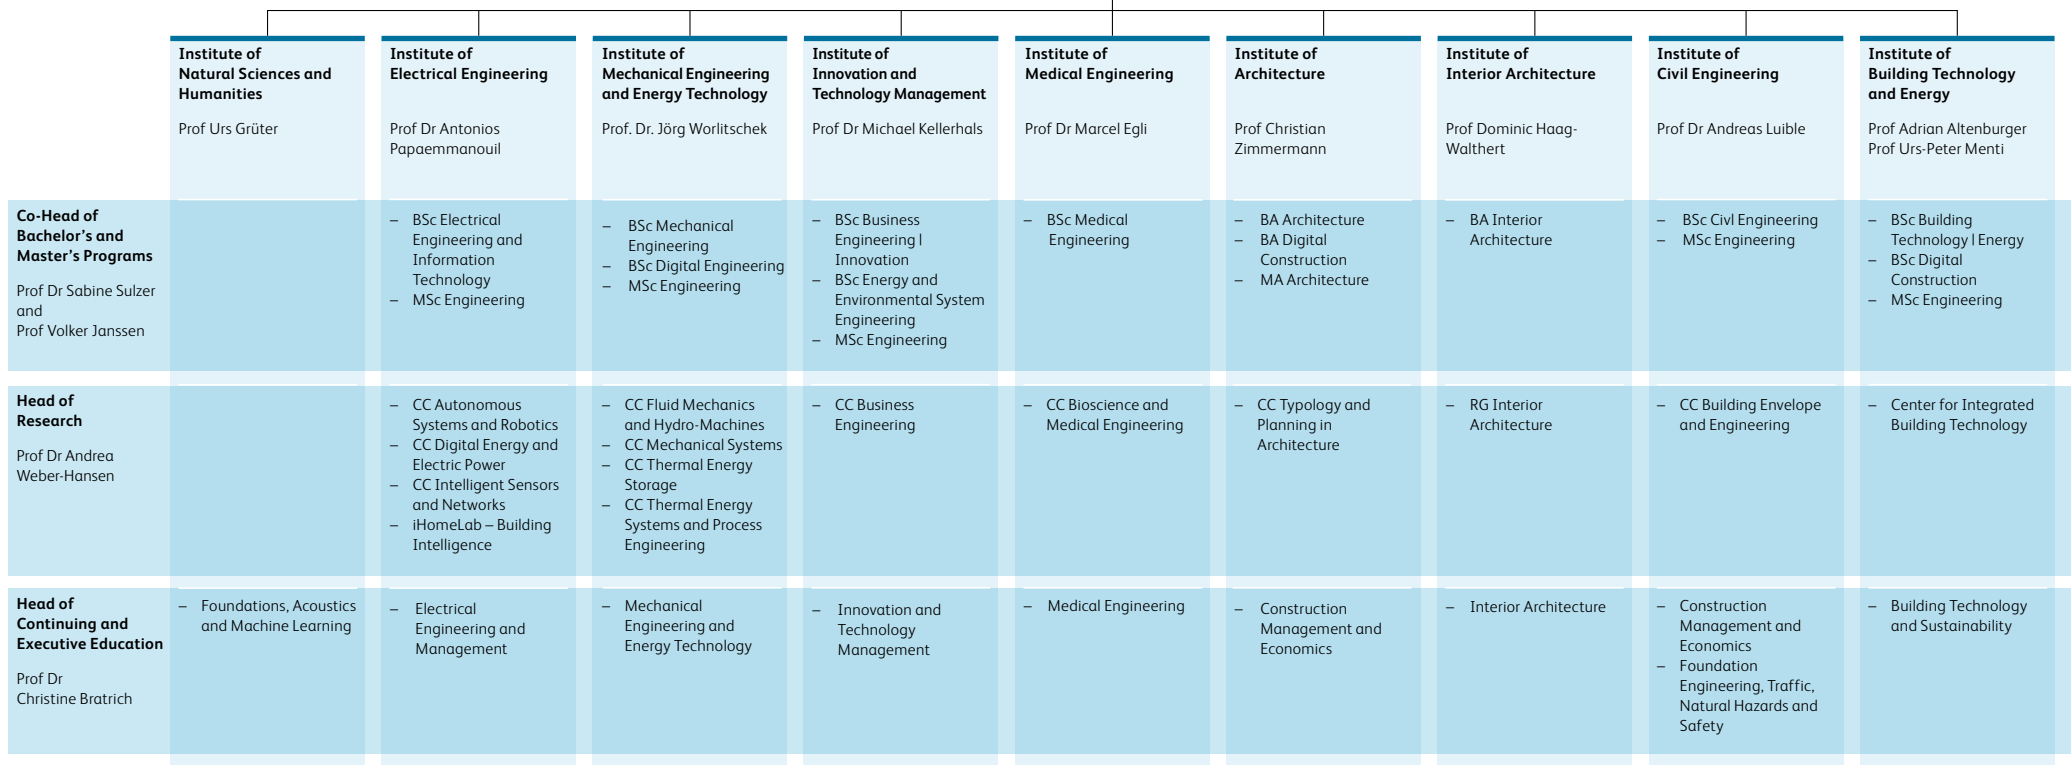 Institute of
Natural Sciences and
Humanities
Prof Urs Grüter
Institute of
Electrical Engineering
Prof Dr Antonios
Papaemmanouil
Institute of
Mechanical Engineering
and Energy Technology
Prof. Dr. Jörg Worlitschek
Institute of
Innovation and
Technology Management
Prof Dr Michael Kellerhals
Institute of
Medical Engineering
Prof Dr Marcel Egli
Institute of
Architecture
Prof Christian
Zimmermann
Institute of
Interior Architecture
Prof Dominic Haag-
Walthert
Institute of
Civil Engineering
Prof Dr Andreas Luible
Institute of
Building Technology
and Energy
Prof Adrian Altenburger
Prof Urs-Peter Menti
Co-Head of
Bachelor's and
Master's Programs
Prof Dr Sabine Sulzer
and
Prof Volker Janssen
– BSc Electrical
Engineering and
Information
Technology
– MSc Engineering
– BSc Mechanical
Engineering
– BSc Digital Engineering
– MSc Engineering
– BSc Business
Engineering I
Innovation
– BSc Energy and
Environmental System
Engineering
– MSc Engineering
– BSc Medical
Engineering
– BA Architecture
– BA Digital
Construction
– MA Architecture
– BA Interior
Architecture
– BSc Civl Engineering
– MSc Engineering
– BSc Building
Technology I Energy
– BSc Digital
Construction
– MSc Engineering
Head of
Research
Prof Dr Andrea
Weber-Hansen
– CC Autonomous
Systems and Robotics
– CC Digital Energy and
Electric Power
– CC Intelligent Sensors
and Networks
– iHomeLab – Building
Intelligence
– CC Fluid Mechanics
and Hydro-Machines
– CC Mechanical Systems
– CC Thermal Energy
Storage
– CC Thermal Energy
Systems and Process
Engineering
– CC Business
Engineering
– CC Bioscience and
Medical Engineering
– CC Typology and
Planning in
Architecture
– RG Interior
Architecture
– CC Building Envelope
and Engineering
– Center for Integrated
Building Technology
Head of
Continuing and
Executive Education
Prof Dr
Christine Bratrich
– Foundations, Acoustics
and Machine Learning
– Electrical
Engineering and
Management
– Mechanical
Engineering and
Energy Technology
– Innovation and
Technology
Management
– Medical Engineering
– Construction
Management and
Economics
– Interior Architecture
– Construction
Management and
Economics
– Foundation
Engineering, Traffic,
Natural Hazards and
Safety
– Building Technology
and Sustainability